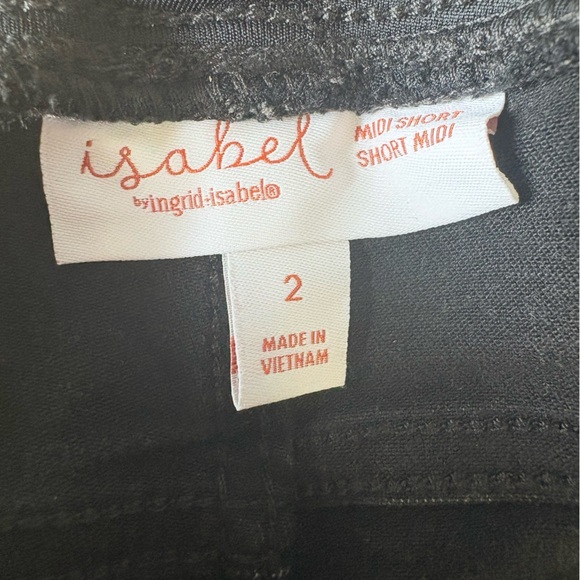 isabel
by ingrid+isabel®
MIDI SHORT
SHORT MIDI
2
MADE IN
VIETNAM